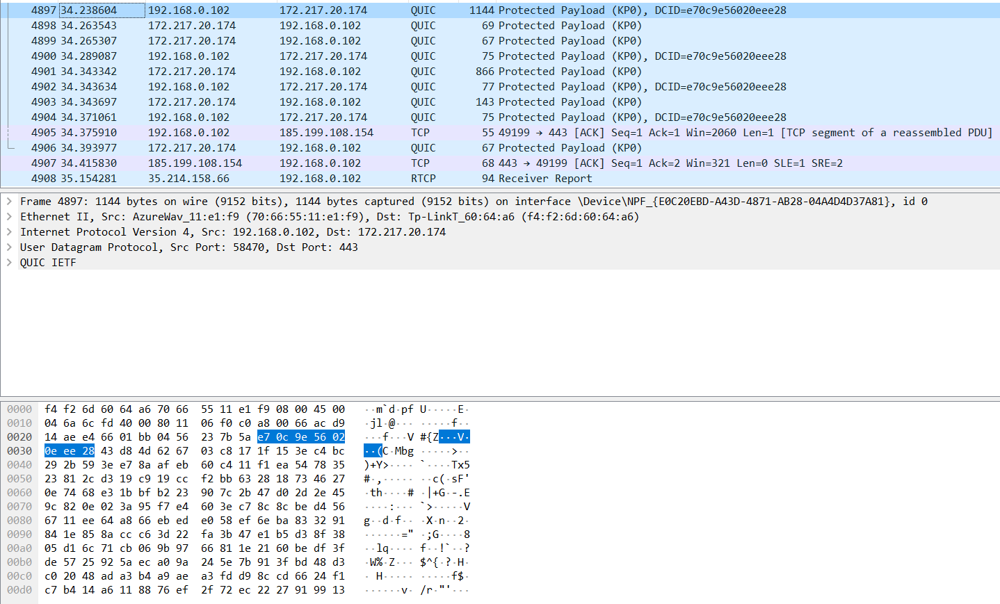 4897 34.238604 192.168.0.102 172.217.20.174 QUIC 1144 Protected Payload (KP0), DCID=e70c9e56020eee28
4898 34.263543 172.217.20.174 192.168.0.102 QUIC 69 Protected Payload (KP0)
4899 34.265307 172.217.20.174 192.168.0.102 QUIC 67 Protected Payload (KP0)
4900 34.289087 192.168.0.102 172.217.20.174 QUIC 75 Protected Payload (KP0), DCID=e70c9e56020eee28
4901 34.343342 172.217.20.174 192.168.0.102 QUIC 866 Protected Payload (KP0)
4902 34.343634 192.168.0.102 172.217.20.174 QUIC 77 Protected Payload (KP0), DCID=e70c9e56020eee28
4903 34.343697 172.217.20.174 192.168.0.102 QUIC 143 Protected Payload (KP0)
4904 34.371061 192.168.0.102 172.217.20.174 QUIC 75 Protected Payload (KP0), DCID=e70c9e56020eee28
4905 34.375910 192.168.0.102 185.199.108.154 TCP 55 49199 → 443 [ACK] Seq=1 Ack=1 Win=2060 Len=1 [TCP segment of a reassembled PDU]
4906 34.393977 172.217.20.174 192.168.0.102 QUIC 67 Protected Payload (KP0)
4907 34.415830 185.199.108.154 192.168.0.102 TCP 68 443 → 49199 [ACK] Seq=1 Ack=2 Win=321 Len=0 SLE=1 SRE=2
4908 35.154281 35.214.158.66 192.168.0.102 RTCP 94 Receiver Report
Frame 4897: 1144 bytes on wire (9152 bits), 1144 bytes captured (9152 bits) on interface \Device\NPF_{E0C20EBD-A43D-4871-AB28-04A4D4D37A81}, id 0
Ethernet II, Src: AzureWav_11:e1:f9 (70:66:55:11:e1:f9), Dst: Tp-LinkT_60:64:a6 (f4:f2:6d:60:64:a6)
Internet Protocol Version 4, Src: 192.168.0.102, Dst: 172.217.20.174
User Datagram Protocol, Src Port: 58470, Dst Port: 443
QUIC IETF
0000 f4 f2 6d 60 64 a6 70 66 55 11 e1 f9 08 00 45 00 ··m`d·pf U·····E·
0010 04 6a 6c fd 40 00 80 11 06 f0 c0 a8 00 66 ac d9 ·jl·@··· ·····f··
0020 14 ae e4 66 01 bb 04 56 23 7b 5a e7 0c 9e 56 02 ···f···V #{Z···V·
0030 0e ee 28 43 d8 4d 62 67 03 c8 17 1f 15 3e c4 bc ··(C·Mbg ·····>··
0040 29 2b 59 3e e7 8a af eb 60 c4 11 f1 ea 54 78 35 )+Y>···· `····Tx5
0050 23 81 2c d3 19 c9 19 cc f2 bb 63 28 18 73 46 27 #·,····· ··c(·sF'
0060 0e 74 68 e3 1b bf b2 23 90 7c 2b 47 d0 2d 2e 45 ·th····# ·|+G·-.E
0070 9c 82 0e 02 3a 95 f7 e4 60 3e c7 8c 8c be d4 56 ····:··· `>·····V
0080 67 11 ee 64 a8 66 eb ed e0 58 ef 6e ba 83 32 91 g··d·f·· ·X·n··2·
0090 84 1e 85 8a cc c6 3d 22 fa 3b 47 e1 b5 d3 8f 38 ······=" ·;G····8
00a0 05 d1 6c 71 cb 06 9b 97 66 81 1e 21 60 be df 3f ··lq···· f··!`··?
00b0 de 57 25 92 5a ec a0 9a 24 5e 7b 91 3f bd 48 d3 ·W%·Z··· $^{·?·H·
00c0 c0 20 48 ad a3 b4 a9 ae a3 fd d9 8c cd 66 24 f1 · H····· ·····f$·
00d0 c7 b4 14 a6 11 88 76 ef 2f 72 ec 22 27 91 99 13 ······v· /r·"'···